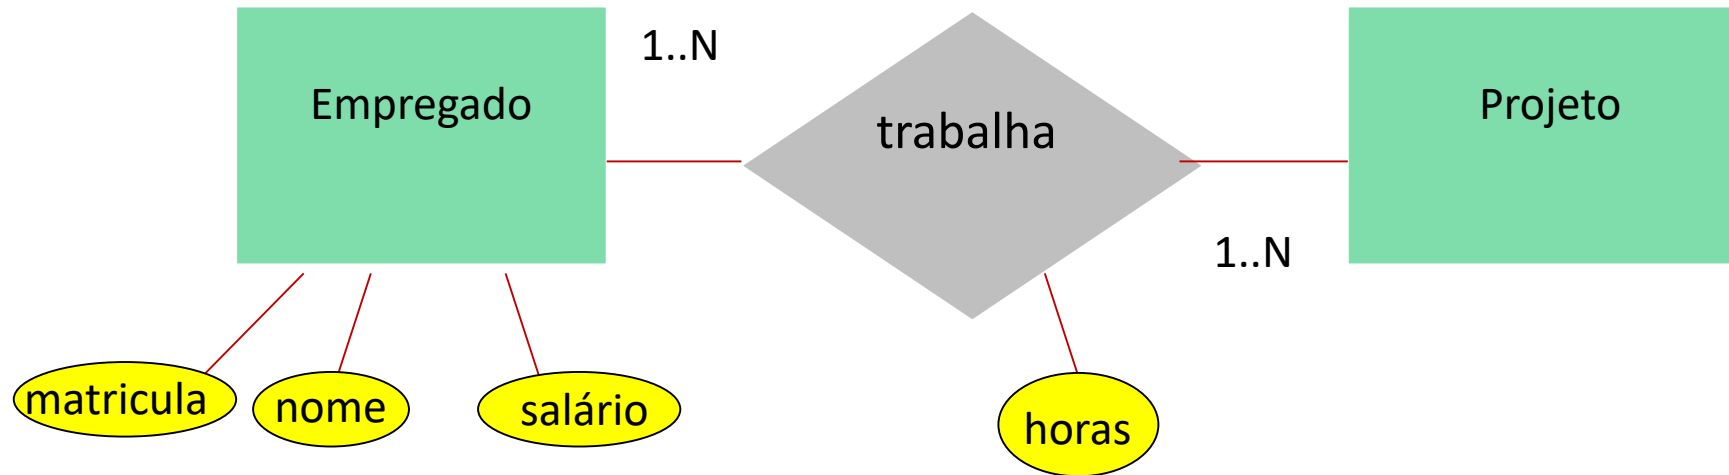 1..N
Empregado
trabalha
Projeto
1..N
matricula
nome
salário
horas